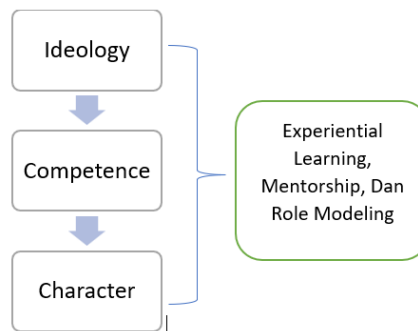 Ideology
Competence
Character
Experiential
Learning,
Mentorship, Dan
Role Modeling